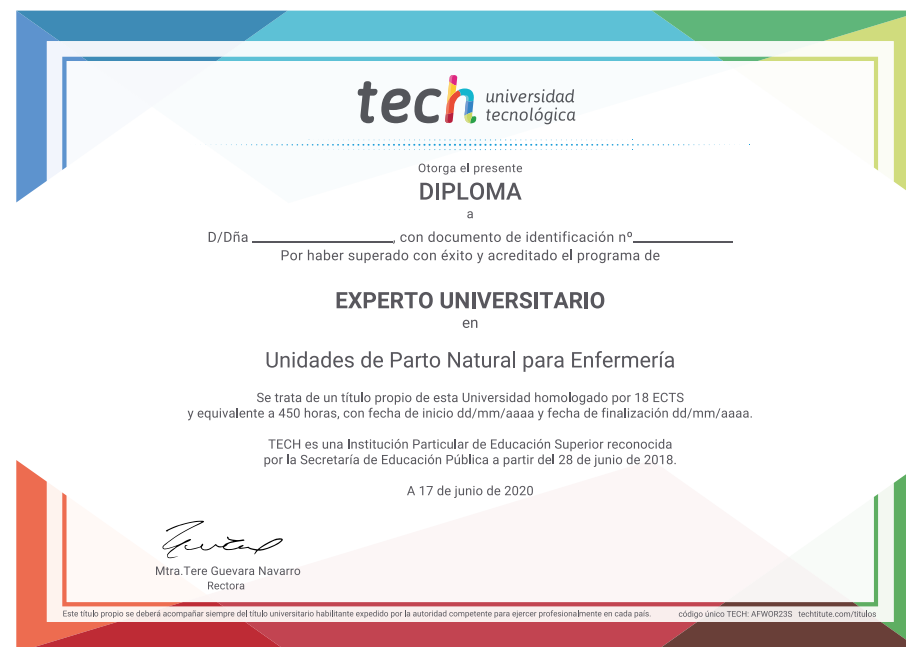 tech universidad
tecnológica
Otorga el presente
DIPLOMA
a
D/Dña ____________________, con documento de identificación nº______________
Por haber superado con éxito y acreditado el programa de
EXPERTO UNIVERSITARIO
en
Unidades de Parto Natural para Enfermería
Se trata de un título propio de esta Universidad homologado por 18 ECTS
y equivalente a 450 horas, con fecha de inicio dd/mm/aaaa y fecha de finalización dd/mm/aaaa.
TECH es una Institución Particular de Educación Superior reconocida
por la Secretaría de Educación Pública a partir del 28 de junio de 2018.
A 17 de junio de 2020
Mtra.Tere Guevara Navarro
Rectora
Este título propio se deberá acompañar siempre del título universitario habilitante expedido por la autoridad competente para ejercer profesionalmente en cada país. código único TECH: AFWOR23S techtitute.com/titulos